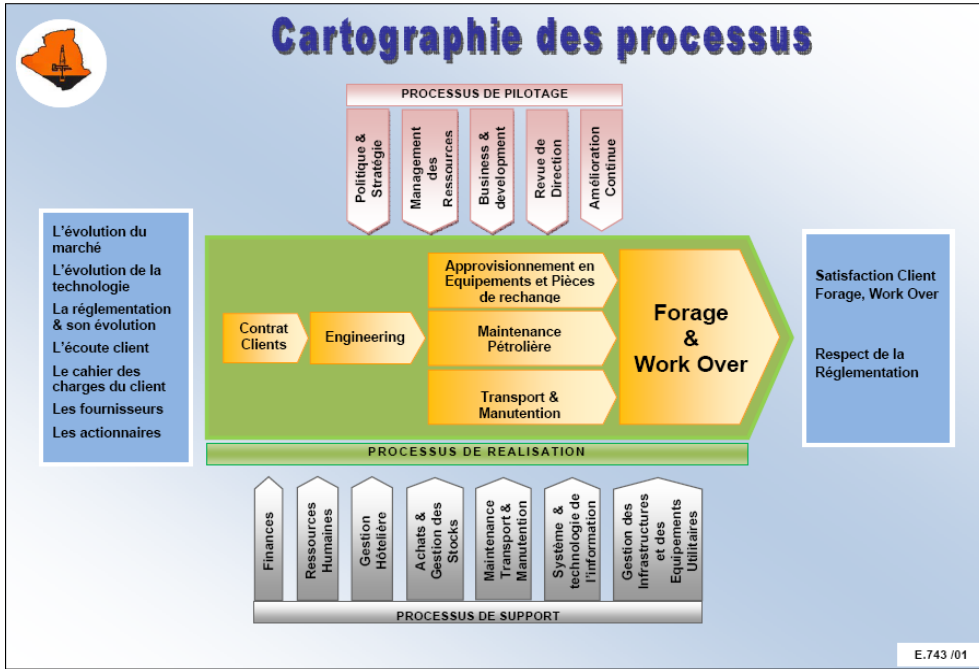 Cartographie des processus
PROCESSUS DE PILOTAGE
Politique &
Stratégie
Management
des
Ressources
Business &
development
Revue de
Direction
Amélioration
Continue
L'évolution du
marché
L'évolution de la
technologie
La réglementation
& son évolution
L'écoute client
Le cahier des
charges du client
Les fournisseurs
Les actionnaires
Contrat
Clients
Engineering
Approvisionnement en
Equipements et Pièces
de rechange
Maintenance
Pétrolière
Transport &
Manutention
Forage
&
Work Over
Satisfaction Client
Forage, Work Over
Respect de la
Réglementation
PROCESSUS DE REALISATION
Finances
Ressources
Humaines
Gestion
Hôtelière
Achats &
Gestion des
Stocks
Maintenance
Transport &
Manutention
Système &
technologie de
l'information
Gestion des
Infrastructures
et des
Equipements
Utilitaires
PROCESSUS DE SUPPORT
E.743 /01